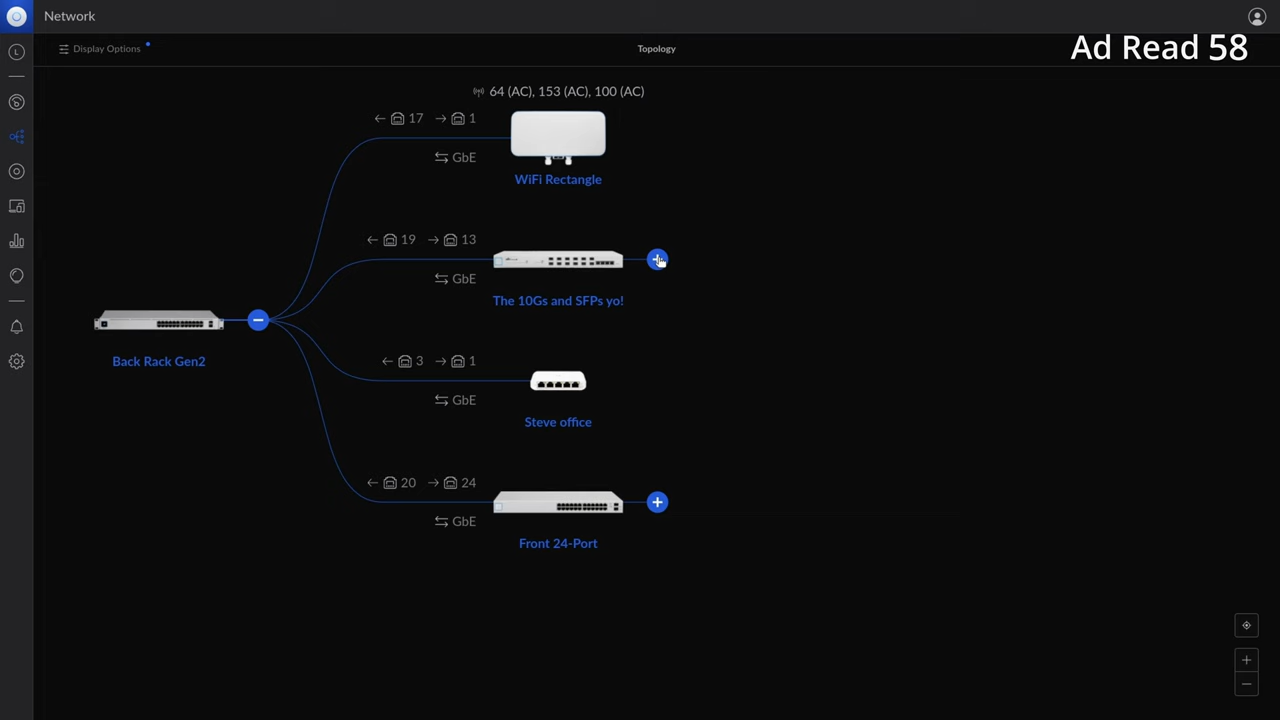 Network
L
Display Options
Topology
Ad Read 58
64 (AC), 153 (AC), 100 (AC)
← 17 → 1
GbE
WiFi Rectangle
← 19 → 13
GbE
The 10Gs and SFPs yo!
Back Rack Gen2
← 3 → 1
GbE
Steve office
← 20 → 24
GbE
Front 24-Port